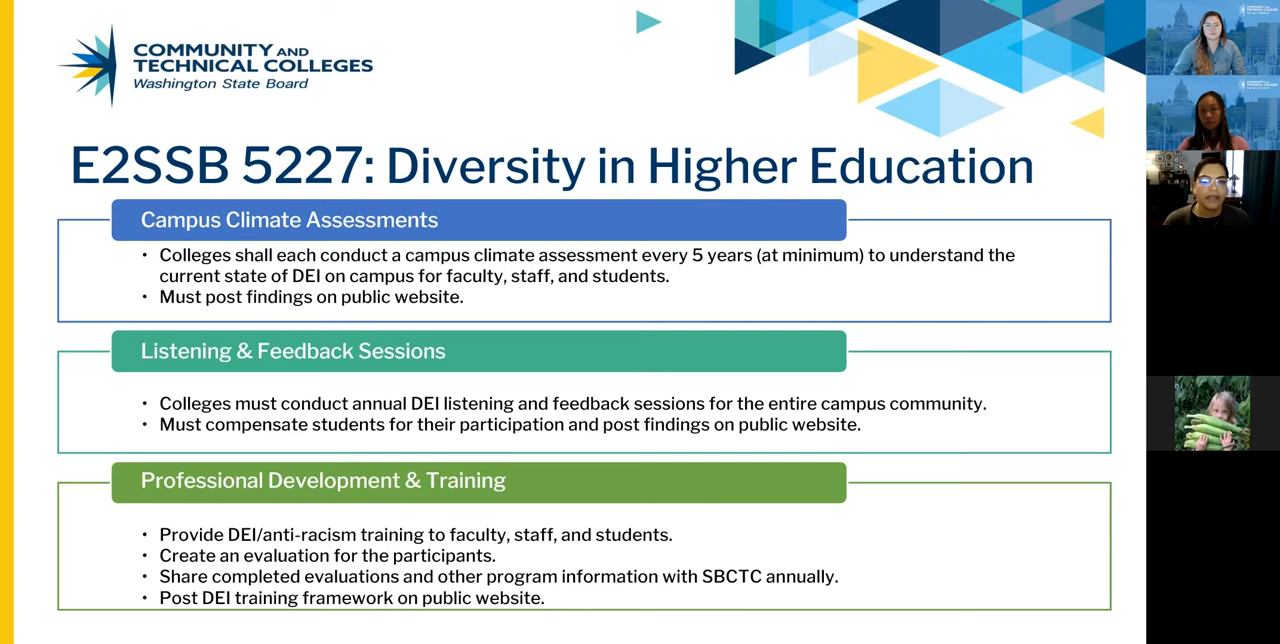 COMMUNITY AND
TECHNICAL COLLEGES
Washington State Board
E2SSB 5227: Diversity in Higher Education
Campus Climate Assessments
• Colleges shall each conduct a campus climate assessment every 5 years (at minimum) to understand the
current state of DEI on campus for faculty, staff, and students.
• Must post findings on public website.
Listening & Feedback Sessions
• Colleges must conduct annual DEI listening and feedback sessions for the entire campus community.
• Must compensate students for their participation and post findings on public website.
Professional Development & Training
• Provide DEI/anti-racism training to faculty, staff, and students.
• Create an evaluation for the participants.
• Share completed evaluations and other program information with SBCTC annually.
• Post DEI training framework on public website.